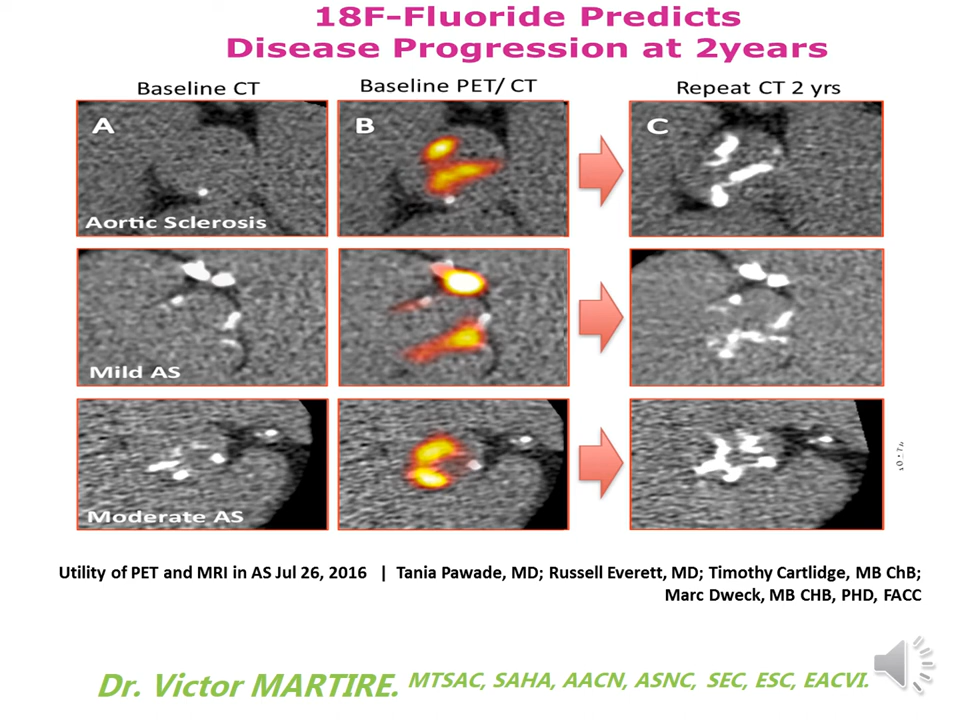 18F-Fluoride Predicts
Disease Progression at 2years
Baseline CT
Baseline PET/ CT
Repeat CT 2 yrs
A
B
C
Aortic Sclerosis
Mild AS
Moderate AS
Utility of PET and MRI in AS Jul 26, 2016 | Tania Pawade, MD; Russell Everett, MD; Timothy Cartlidge, MB ChB;
Marc Dweck, MB CHB, PHD, FACC
Dr. Victor MARTIRE. MTSAC, SAHA, AACN, ASNC, SEC, ESC, EACVI.